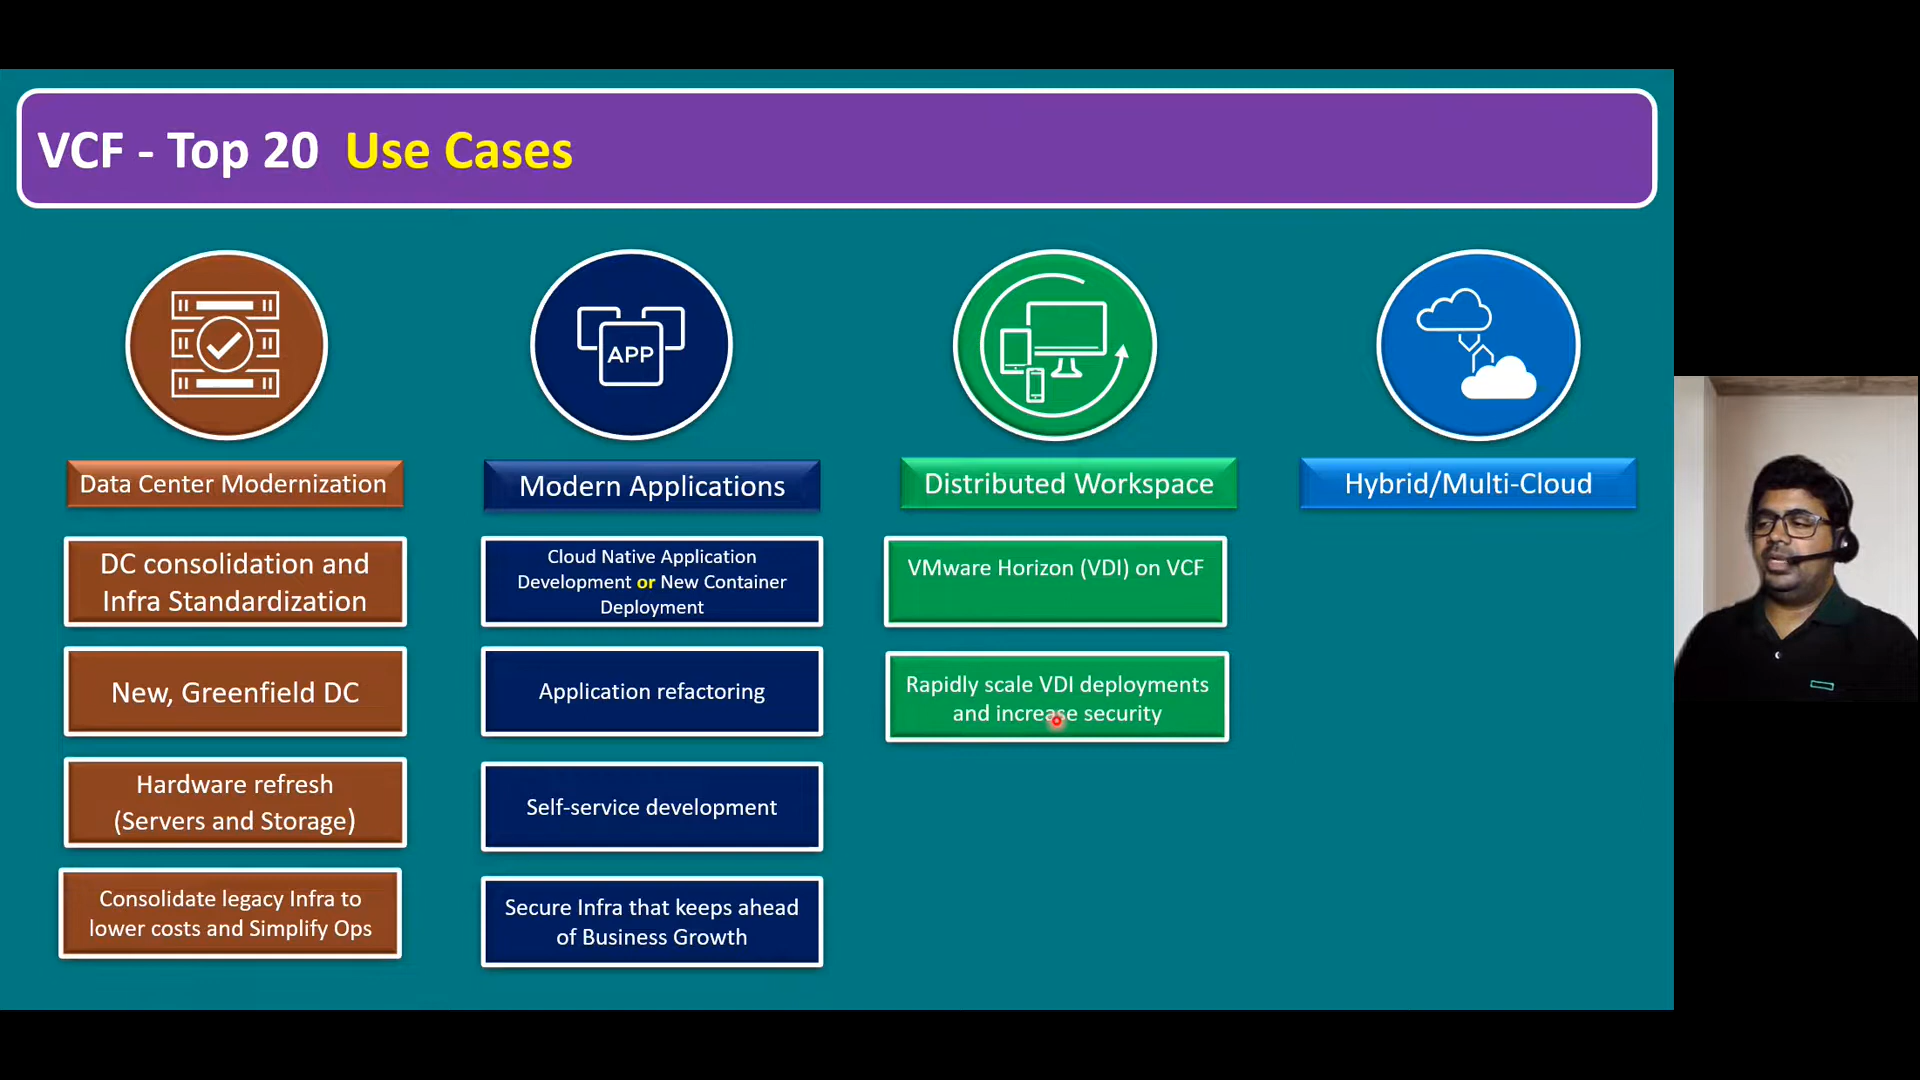 VCF - Top 20 Use Cases
APP
Data Center Modernization
DC consolidation and
Infra Standardization
New, Greenfield DC
Hardware refresh
(Servers and Storage)
Consolidate legacy Infra to
lower costs and Simplify Ops
Modern Applications
Cloud Native Application
Development or New Container
Deployment
Application refactoring
Self-service development
Secure Infra that keeps ahead
of Business Growth
Distributed Workspace
VMware Horizon (VDI) on VCF
Rapidly scale VDI deployments
and increase security
Hybrid/Multi-Cloud